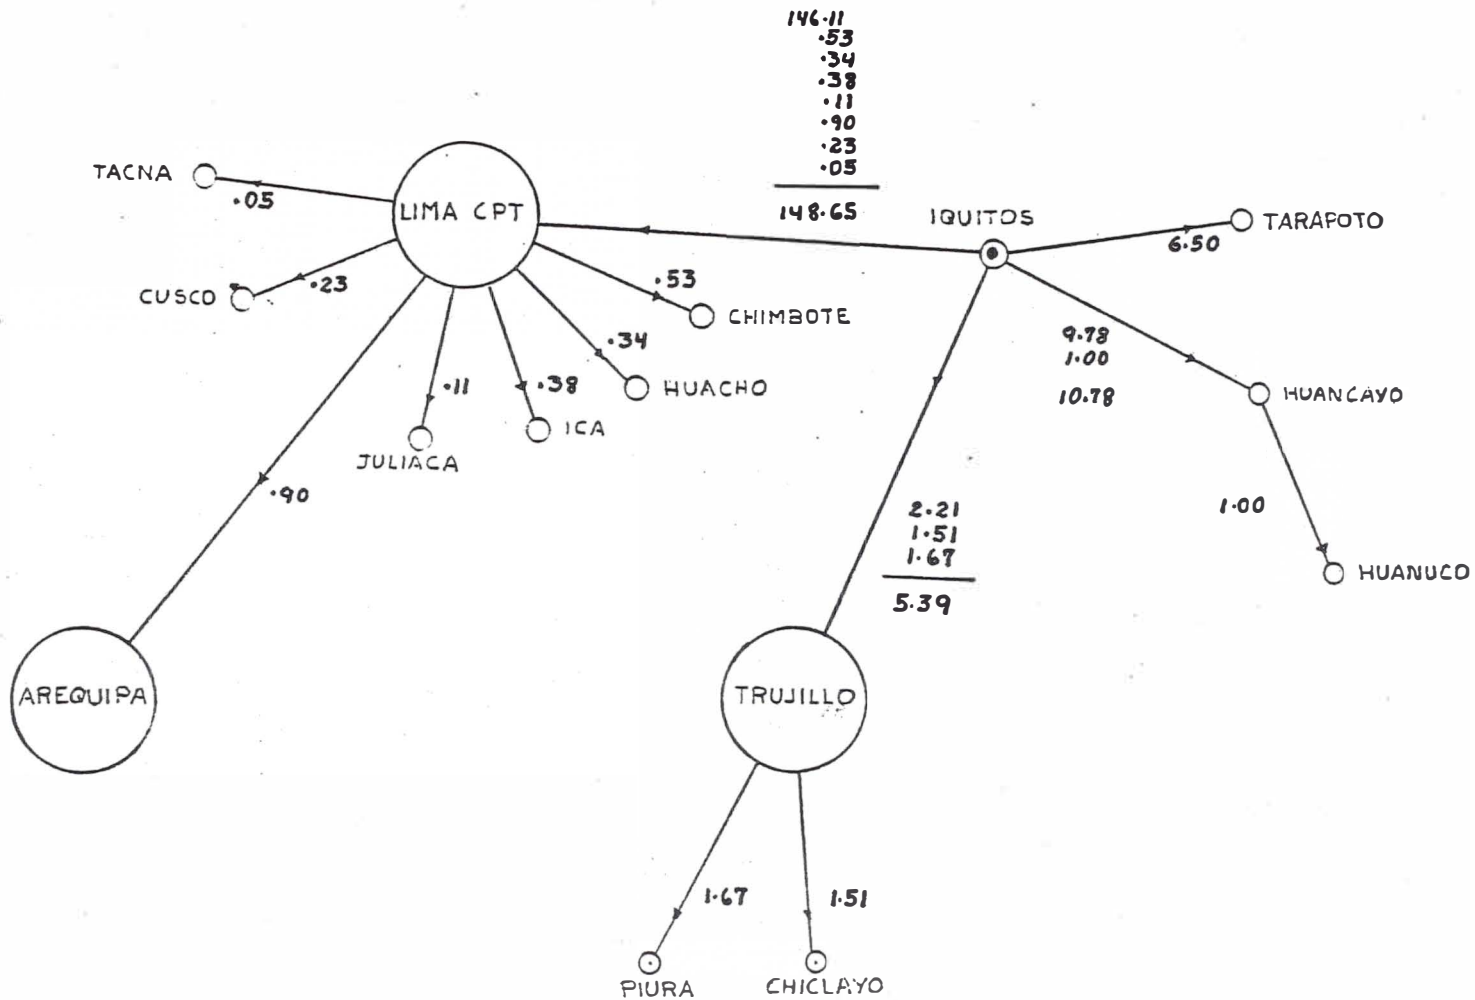 146.11
.53
.34
.38
.11
.90
.23
.05
148.65
TACNA
.05
LIMA CPT
IQUITOS
TARAPOTO
6.50
CUSCO
.23
.53
CHIMBOTE
.34
HUACHO
.38
ICA
.11
JULIACA
.90
9.78
1.00
10.78
HUANCAYO
1.00
HUANUCO
2.21
1.51
1.67
5.39
AREQUIPA
TRUJILLO
1.67
1.51
PIURA
CHICLAYO